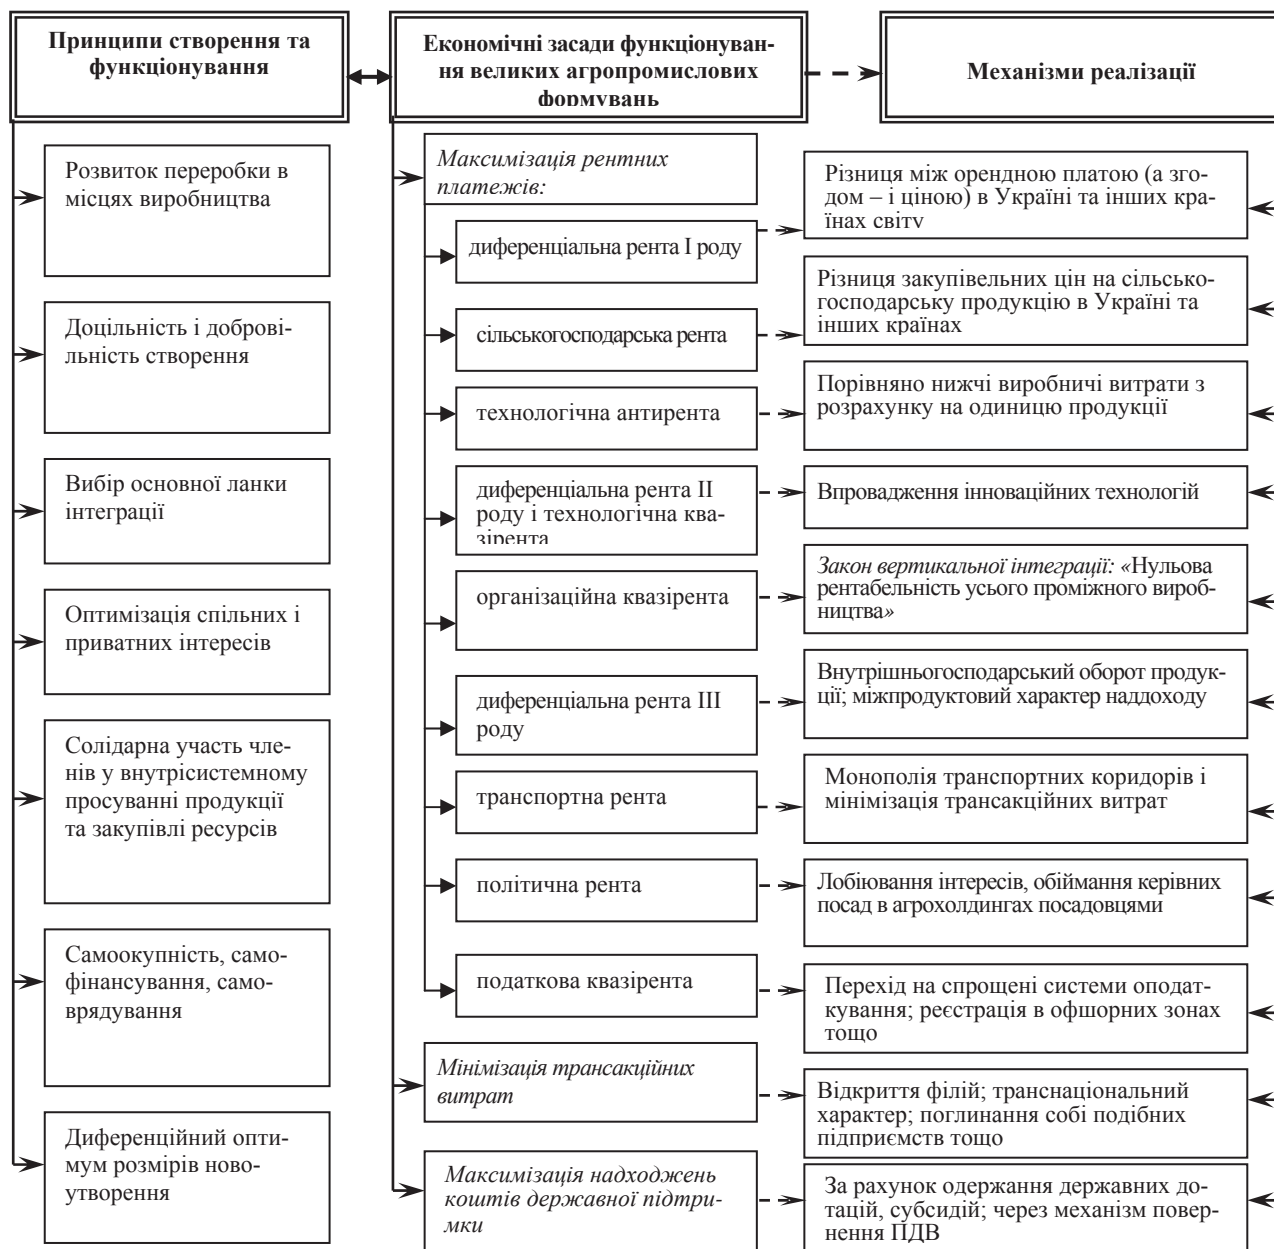 Принципи створення та
функціонування
Економічні засади функціонуван-
ня великих агропромислових
формувань
Механізми реалізації
Розвиток переробки в
місцях виробництва
Доцільність і добровi-
льність створення
Вибір основної ланки
інтеграції
Оптимізація спільних і
приватних інтересів
Солідарна участь чле-
нів у внутрісистемному
просуванні продукції
та закупівлі ресурсів
Самоокупність, само-
фінансування, само-
врядування
Диференційний опти-
мум розмірів ново-
утворення
Максимізація рентних
платежів:
диференціальна рента І роду
сільськогосподарська рента
технологічна антирента
диференціальна рента ІІ
роду і технологічна ква-
зірента
організаційна квазірента
диференціальна рента ІІІ
роду
транспортна рента
політична рента
податкова квазірента
Мінімізація трансакційних
витрат
Максимізація надходжень
коштів державної підтри-
мки
Різниця між орендною платою (а зго-
дом – і ціною) в Україні та інших кра-
їнах світу
Різниця закупівельних цін на сільсько-
господарську продукцію в Україні та
інших країнах
Порівняно нижчі виробничі витрати з
розрахунку на одиницю продукції
Впровадження інноваційних технологій
Закон вертикальної інтеграції: «Нульова
рентабельність усього проміжного вироб-
ництва»
Внутрішньогосподарський оборот продук-
ції; міжпродуктовий характер наддоходу
Монополія транспортних коридорів і
мінімізація трансакційних витрат
Лобіювання інтересів, обіймання керівних
посад в агрохолдингах посадовцями
Перехід на спрощені системи оподат-
кування; реєстрація в офшорних зонах
тощо
Відкриття філій; транснаціональний
характер; поглинання собі подібних
підприємств тощо
За рахунок одержання державних до-
тацій, субсидій; через механізм повер-
нення ПДВ